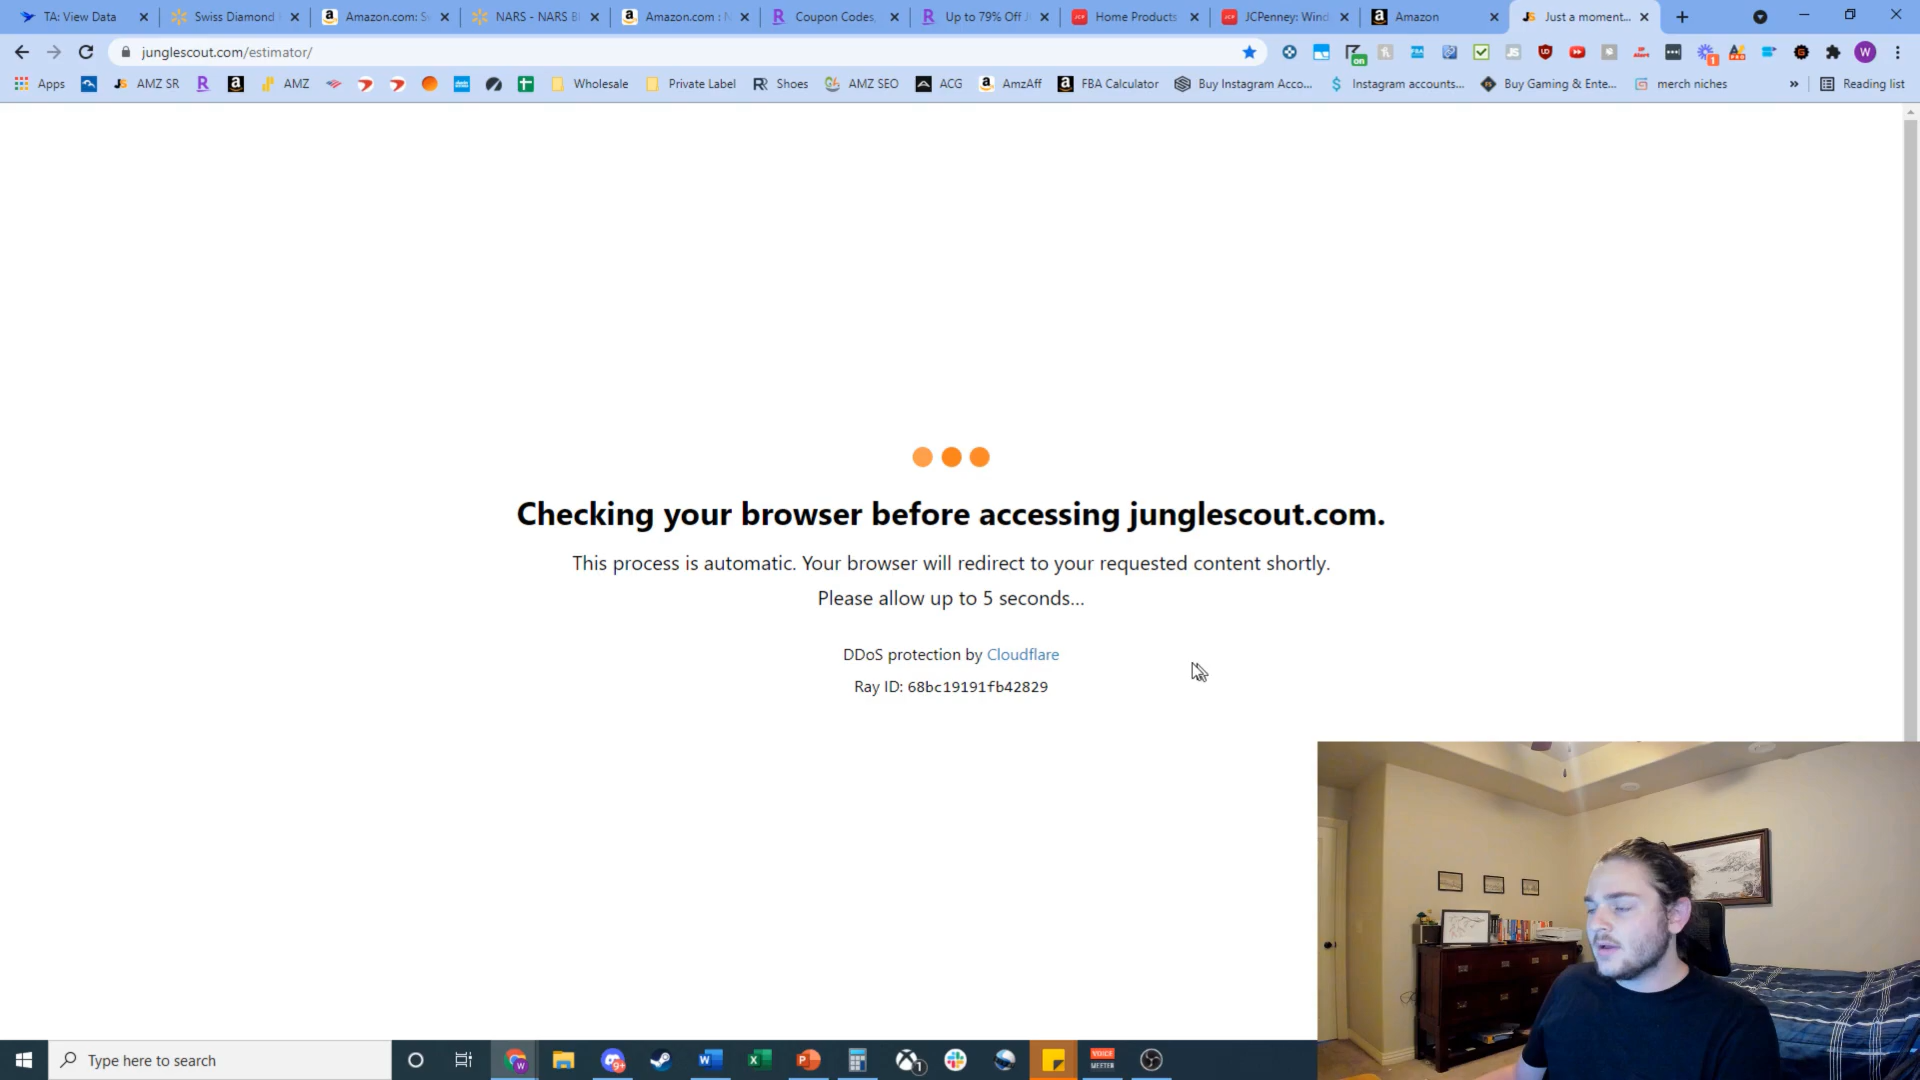 TA: View Data
Swiss Diamond
Amazon.com: S
NARS - NARS B
Amazon.com : N
Coupon Codes,
Up to 79% Off J
Home Products
JCPenney: Wind
Amazon
Just a moment...
junglescout.com/estimator/
Apps
AMZ SR
AMZ
Wholesale
Private Label
Shoes
AMZ SEO
ACG
AmzAff
FBA Calculator
Buy Instagram Acco...
Instagram accounts...
Buy Gaming & Ente...
merch niches
Reading list
Checking your browser before accessing junglescout.com.
This process is automatic. Your browser will redirect to your requested content shortly.
Please allow up to 5 seconds...
DDoS protection by Cloudflare
Ray ID: 68bc19191fb42829
Type here to search